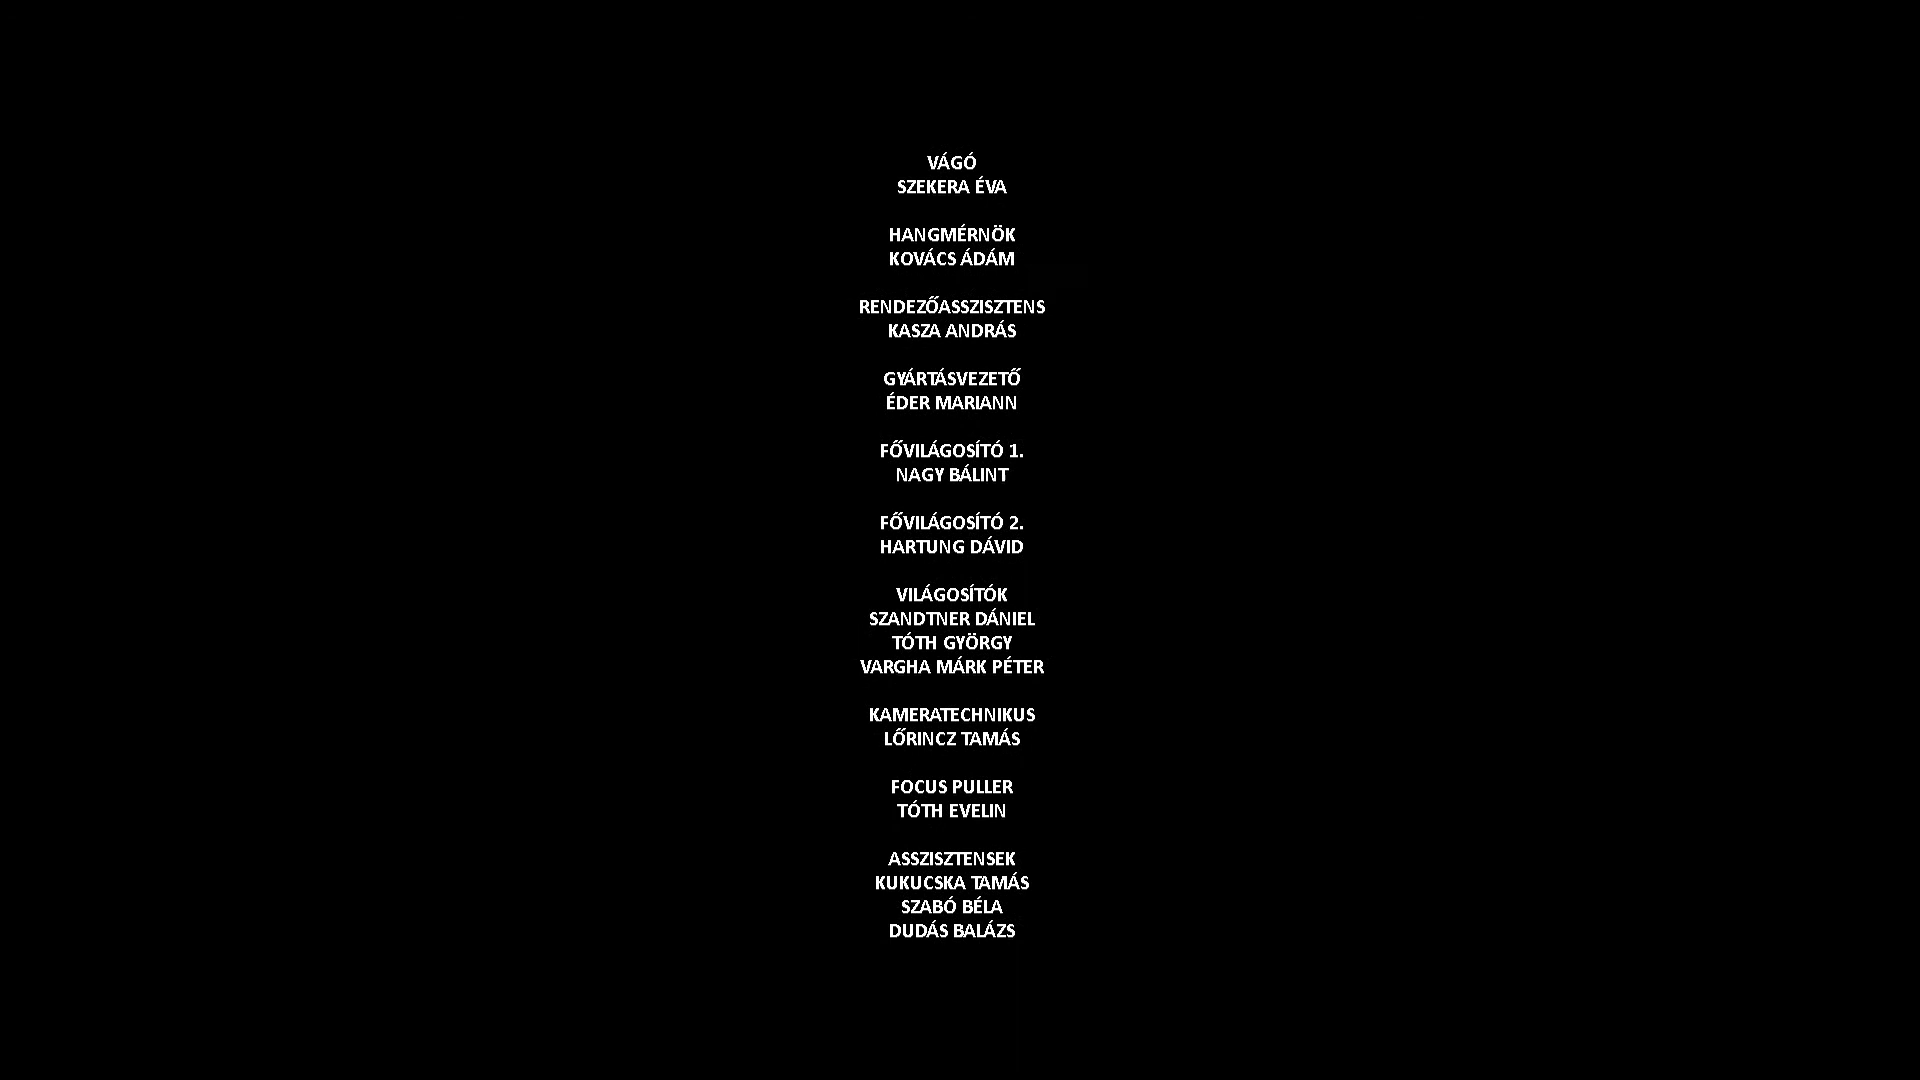 VÁGÓ
SZEKERA ÉVA
HANGMÉRNÖK
KOVÁCS ÁDÁM
RENDEZŐASSZISZTENS
KASZA ANDRÁS
GYÁRTÁSVEZETŐ
ÉDER MARIANN
FŐVILÁGOSÍTÓ 1.
NAGY BÁLINT
FŐVILÁGOSÍTÓ 2.
HARTUNG DÁVID
VILÁGOSÍTÓK
SZANDTNER DÁNIEL
TÓTH GYÖRGY
VARGHA MÁRK PÉTER
KAMERATECHNIKUS
LŐRINCZ TAMÁS
FOCUS PULLER
TÓTH EVELIN
ASSZISZTENSEK
KUKUCSKA TAMÁS
SZABÓ BÉLA
DUDÁS BALÁZS